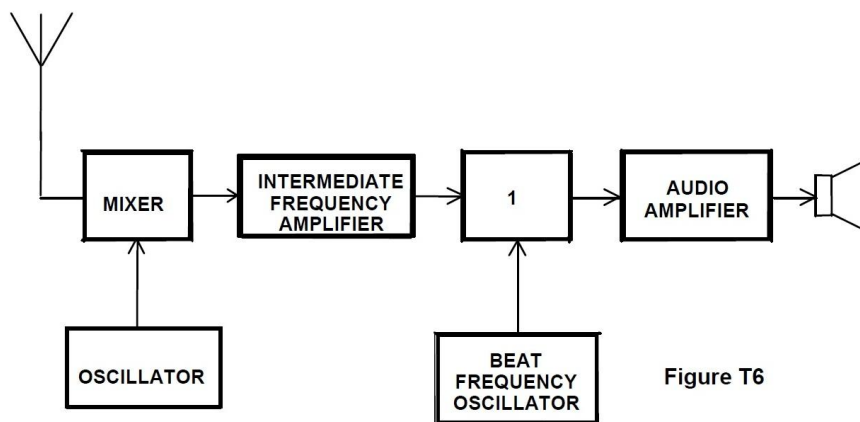 MIXER
INTERMEDIATE
FREQUENCY
AMPLIFIER
1
AUDIO
AMPLIFIER
OSCILLATOR
BEAT
FREQUENCY
OSCILLATOR
Figure T6